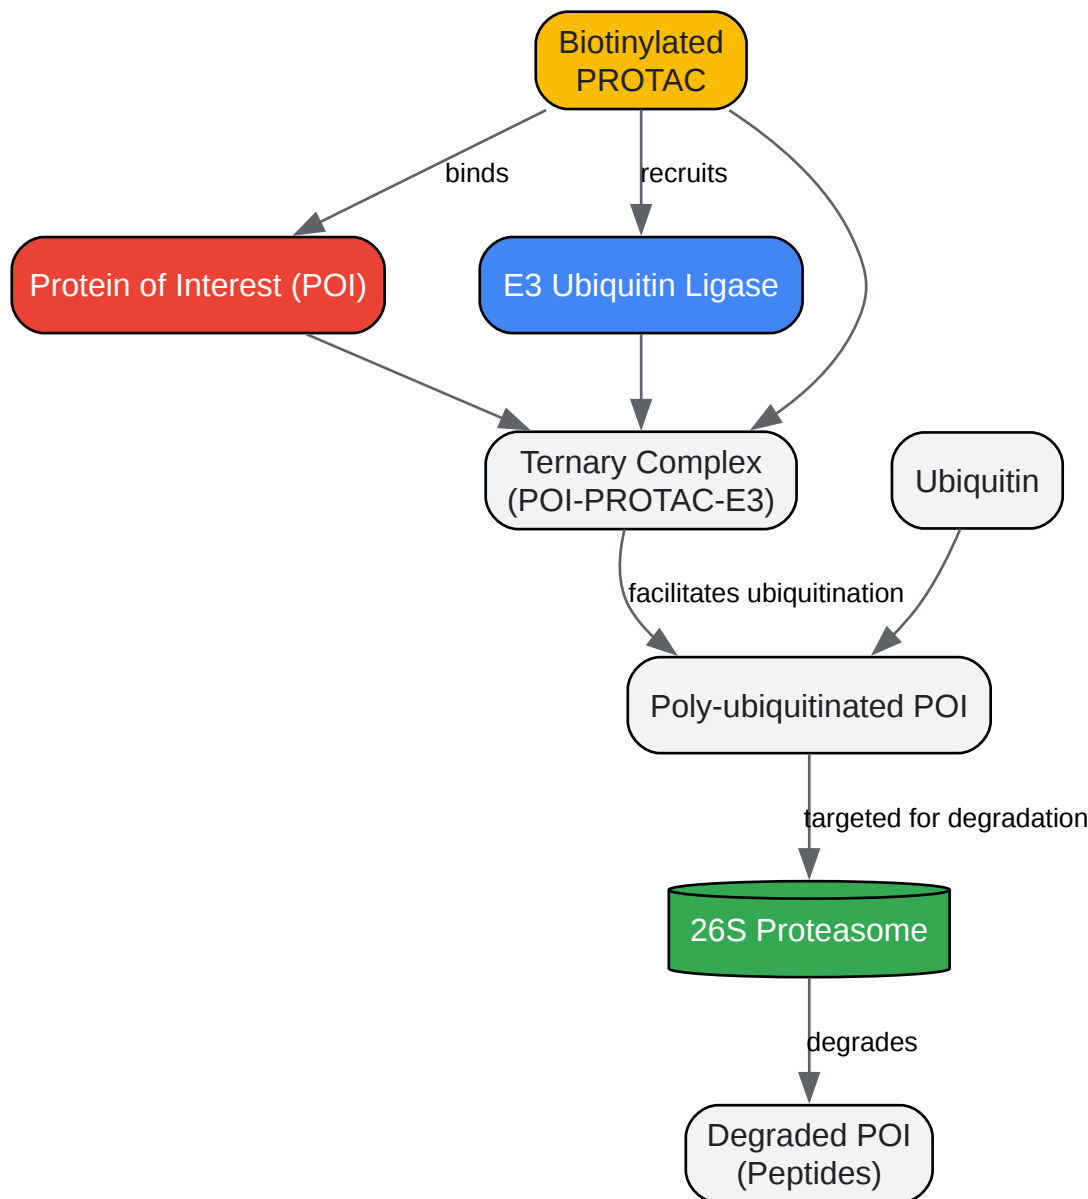 Biotinylated
PROTAC
binds
recruits
Protein of Interest (POI)
E3 Ubiquitin Ligase
Ternary Complex
(POI-PROTAC-E3)
Ubiquitin
facilitates ubiquitination
Poly-ubiquitinated POI
targeted for degradation
26S Proteasome
degrades
Degraded POI
(Peptides)